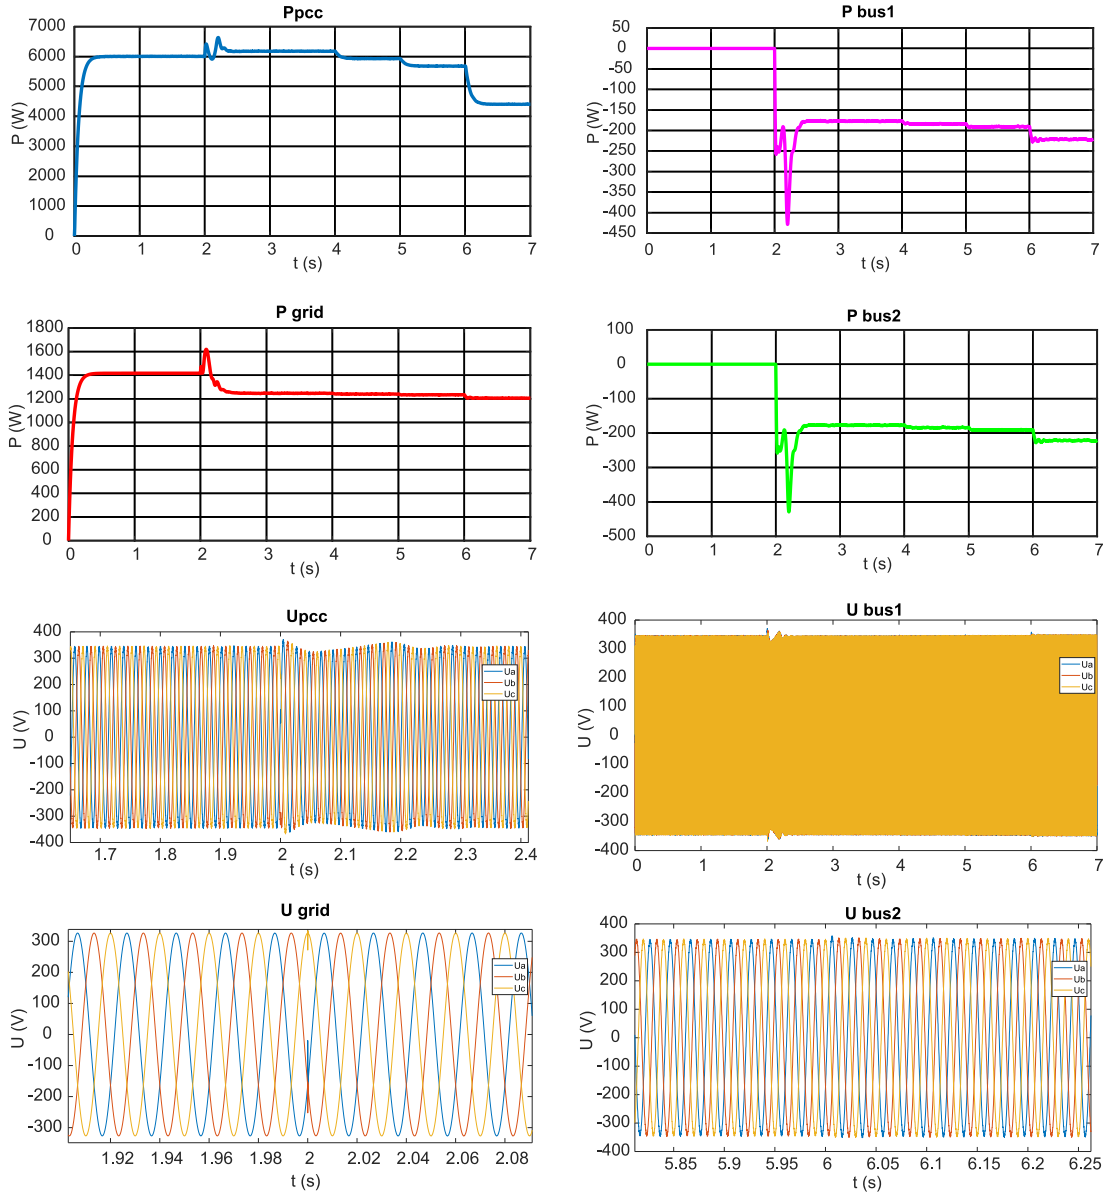 Ppcc
7000
6000
5000
4000
3000
2000
1000
0
P (W)
0 1 2 3 4 5 6 7
t (s)
P bus1
50
0
-50
-100
-150
-200
-250
-300
-350
-400
-450
P (W)
0 1 2 3 4 5 6 7
t (s)
P grid
1800
1600
1400
1200
1000
800
600
400
200
0
P (W)
0 1 2 3 4 5 6 7
t (s)
P bus2
100
0
-100
-200
-300
-400
-500
P (W)
0 1 2 3 4 5 6 7
t (s)
Upcc
400
300
200
100
0
-100
-200
-300
-400
U (V)
Ua
Ub
Uc
1.7 1.8 1.9 2 2.1 2.2 2.3 2.4
t (s)
U bus1
400
300
200
100
0
-100
-200
-300
-400
U (V)
Ua
Ub
Uc
0 1 2 3 4 5 6 7
t (s)
U grid
300
200
100
0
-100
-200
-300
U (V)
Ua
Ub
Uc
1.92 1.94 1.96 1.98 2 2.02 2.04 2.06 2.08
t (s)
U bus2
400
300
200
100
0
-100
-200
-300
-400
U (V)
Ua
Ub
Uc
5.85 5.9 5.95 6 6.05 6.1 6.15 6.2 6.25
t (s)